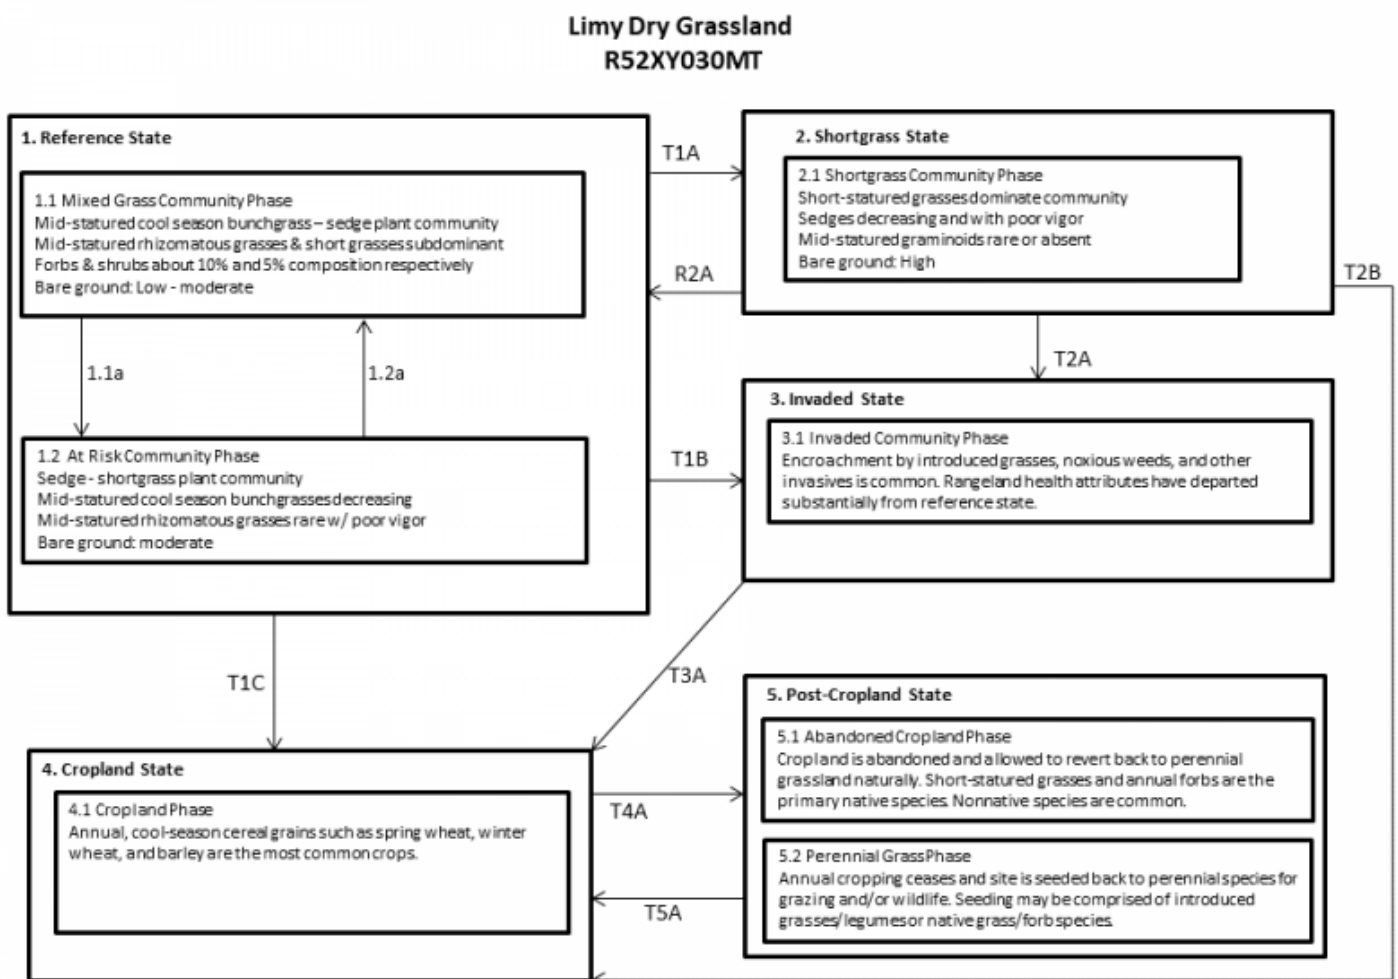 Limy Dry Grassland
R52XY030MT
1. Reference State
1.1 Mixed Grass Community Phase
Mid-statured cool season bunchgrass – sedge plant community
Mid-statured rhizomatous grasses & short grasses subdominant
Forbs & shrubs about 10% and 5% composition respectively
Bare ground: Low - moderate
1.1a
1.2a
1.2 At Risk Community Phase
Sedge - shortgrass plant community
Mid-statured cool season bunchgrasses decreasing
Mid-statured rhizomatous grasses rare w/ poor vigor
Bare ground: moderate
T1A
R2A
T1B
2. Shortgrass State
2.1 Shortgrass Community Phase
Short-statured grasses dominate community
Sedges decreasing and with poor vigor
Mid-statured graminoids rare or absent
Bare ground: High
T2B
T2A
3. Invaded State
3.1 Invaded Community Phase
Encroachment by introduced grasses, noxious weeds, and other
invasives is common. Rangeland health attributes have departed
substantially from reference state.
T1C
T3A
4. Cropland State
4.1 Cropland Phase
Annual, cool-season cereal grains such as spring wheat, winter
wheat, and barley are the most common crops.
T4A
T5A
5. Post-Cropland State
5.1 Abandoned Cropland Phase
Cropland is abandoned and allowed to revert back to perennial
grassland naturally. Short-statured grasses and annual forbs are the
primary native species. Nonnative species are common.
5.2 Perennial Grass Phase
Annual cropping ceases and site is seeded back to perennial species for
grazing and/or wildlife. Seeding may be comprised of introduced
grasses/legumes or native grass/forb species.